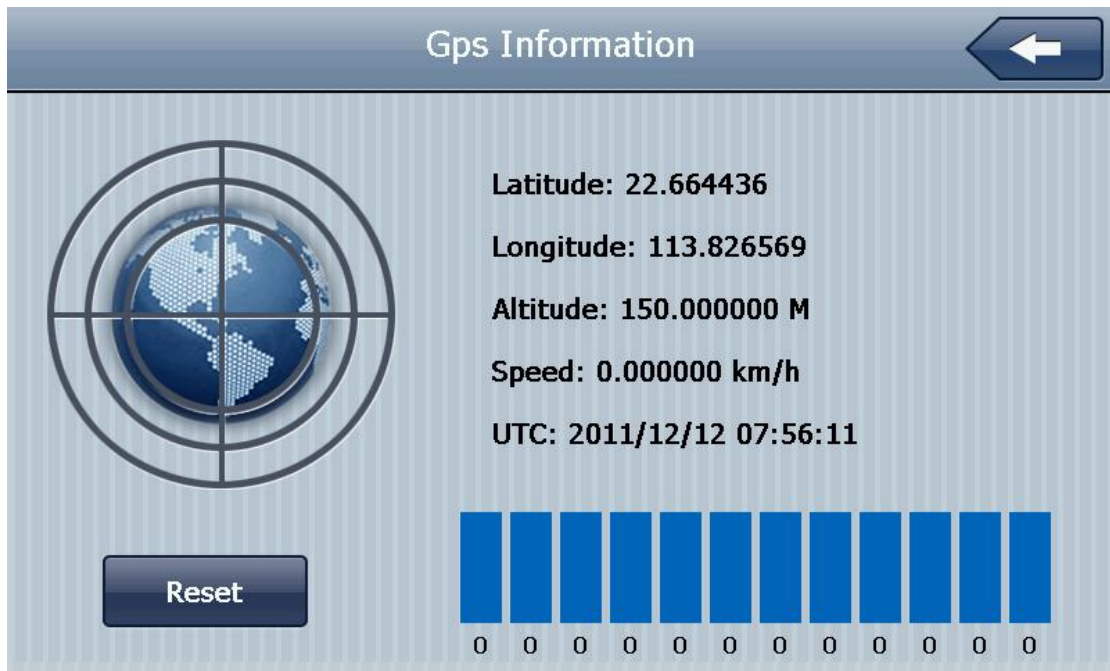 Gps Information
Latitude: 22.664436
Longitude: 113.826569
Altitude: 150.000000 M
Speed: 0.000000 km/h
UTC: 2011/12/12 07:56:11
Reset
0 0 0 0 0 0 0 0 0 0 0 0